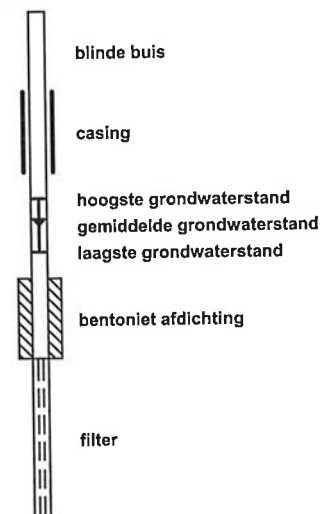 blinde buis
casing
hoogste grondwaterstand
gemiddelde grondwaterstand
laagste grondwaterstand
bentoniet afdichting
filter